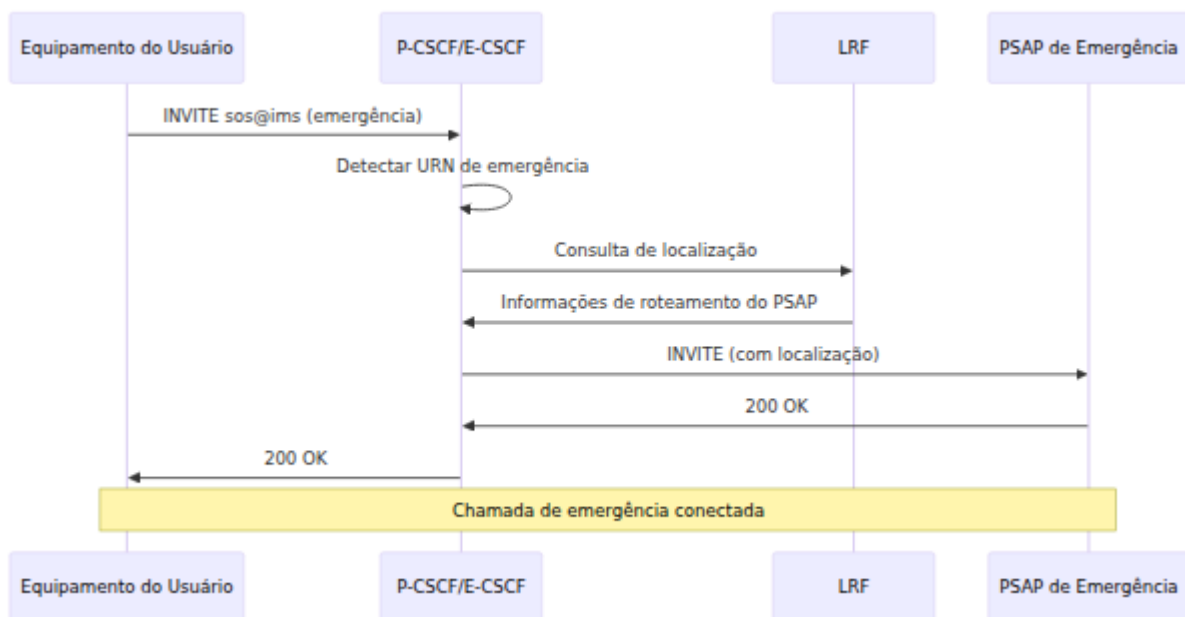 Equipamento do Usuário
P-CSCF/E-CSCF
LRF
PSAP de Emergência
INVITE sos@ims (emergência)
Detectar URN de emergência
Consulta de localização
Informações de roteamento do PSAP
INVITE (com localização)
200 OK
200 OK
Chamada de emergência conectada
Equipamento do Usuário
P-CSCF/E-CSCF
LRF
PSAP de Emergência